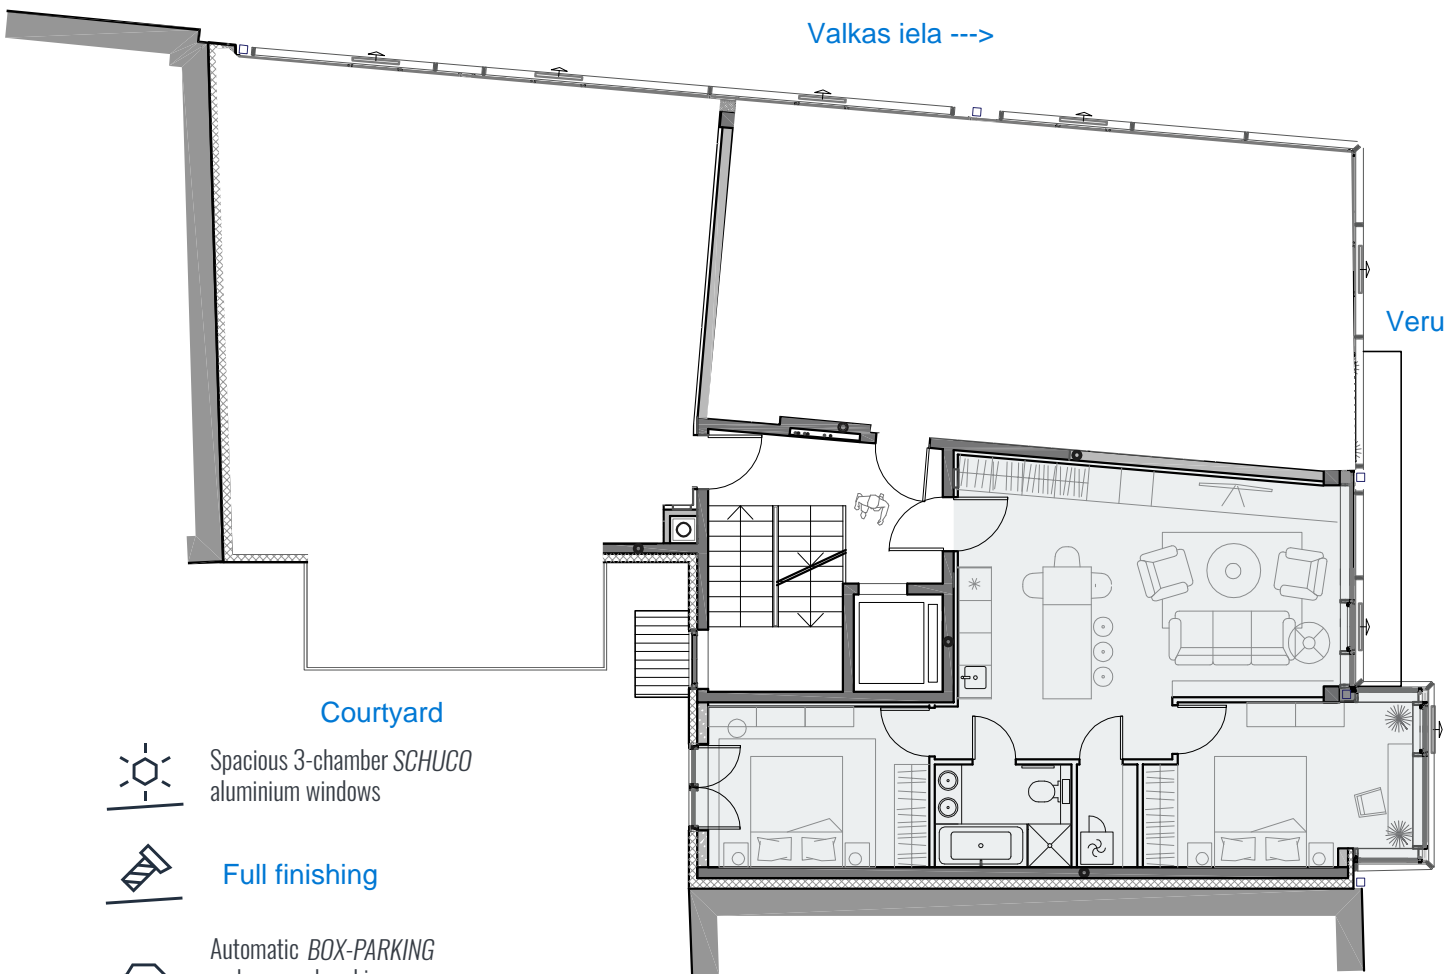 Valkas iela --->
Veru
Courtyard
Spacious 3-chamber SCHUCO
aluminium windows
Full finishing
Automatic BOX-PARKING